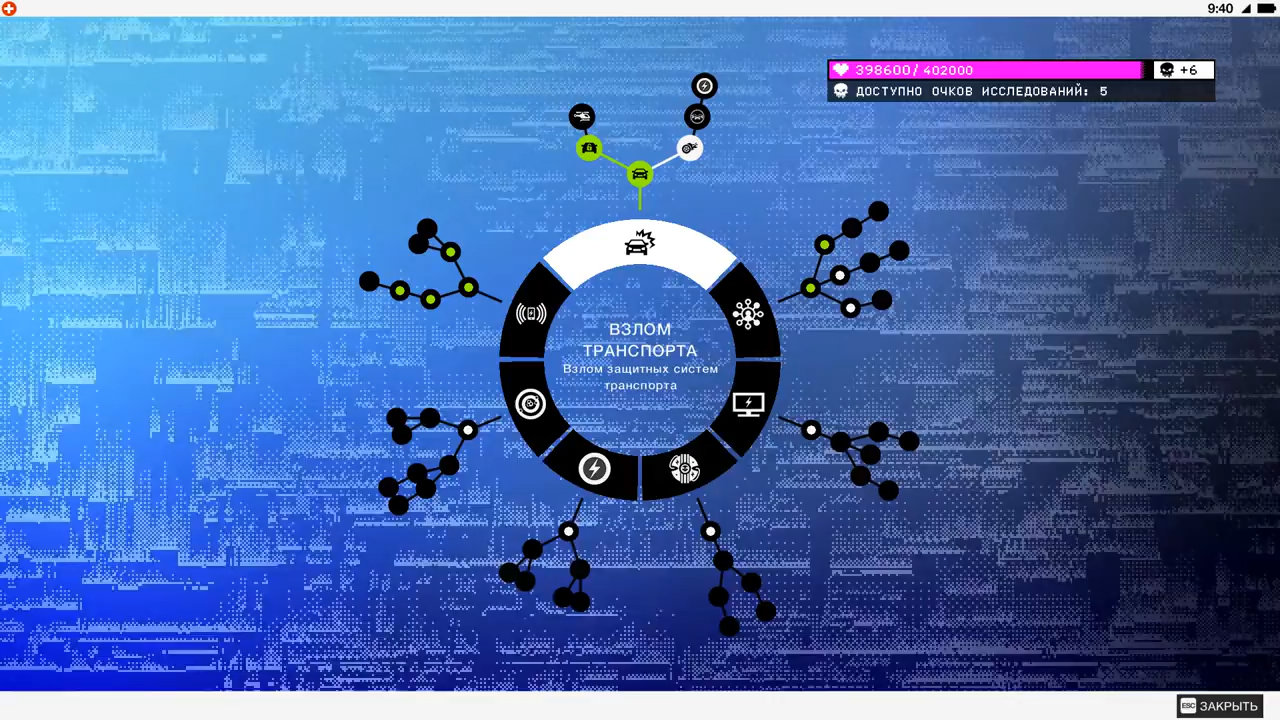 9:40
398600/ 402000
+6
ДОСТУПНО ОЧКОВ ИССЛЕДОВАНИЙ: 5
ВЗЛОМ
ТРАНСПОРТА
Взлом защитных систем
транспорта
ESC ЗАКРЫТЬ